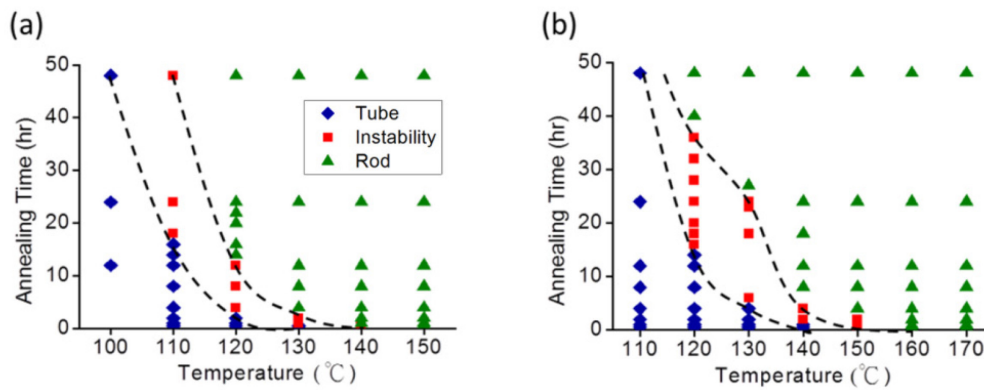 (a)
Annealing Time (hr)
50
40
30
20
10
0
100 110 120 130 140 150
Temperature (℃)
Tube
Instability
Rod
(b)
Annealing Time (hr)
50
40
30
20
10
0
110 120 130 140 150 160 170
Temperature (℃)